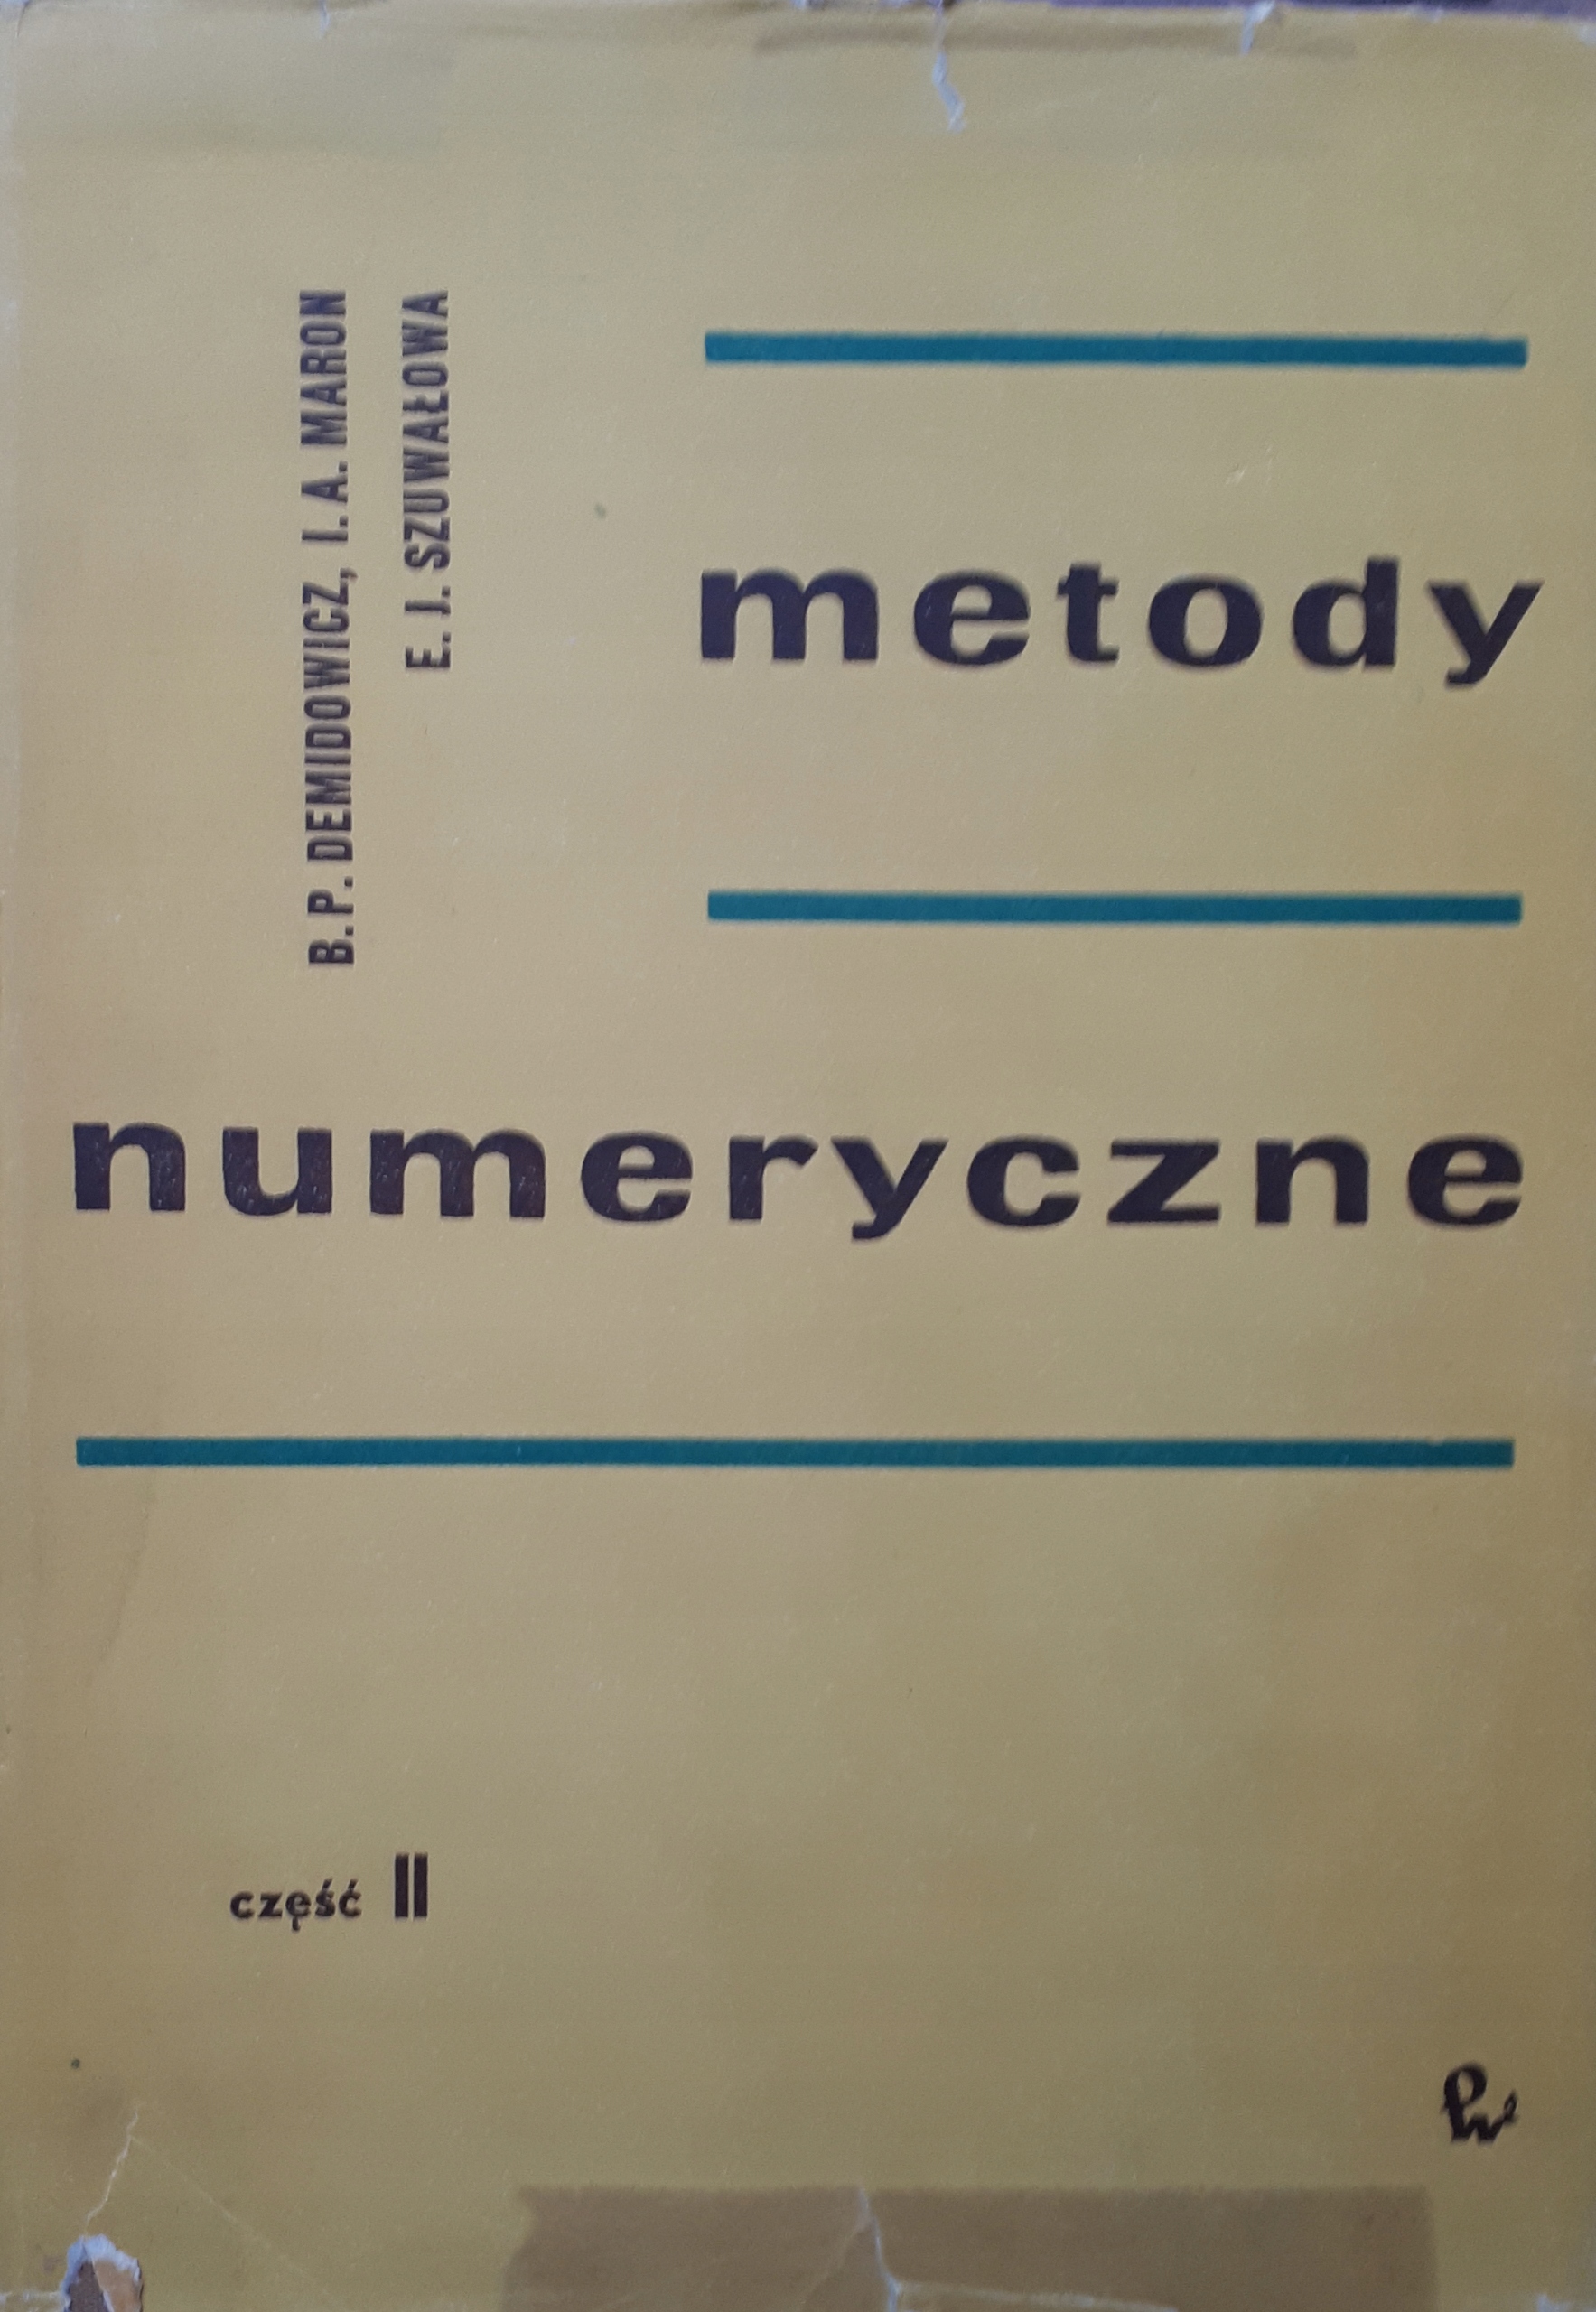 B. P. DEMIDOWICZ, I. A. MARON
E. I. SZUWAŁOWA
metody
numeryczne
część II